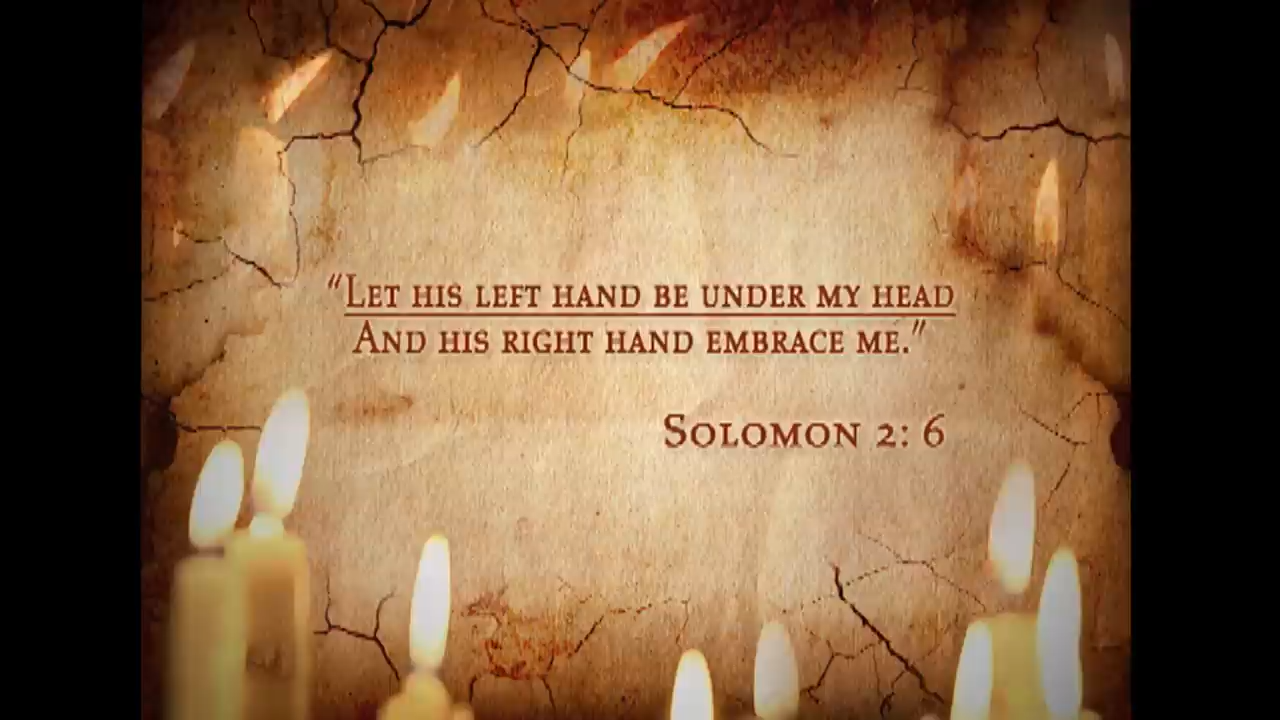 “Let his left hand be under my head
And his right hand embrace me.”
Solomon 2: 6